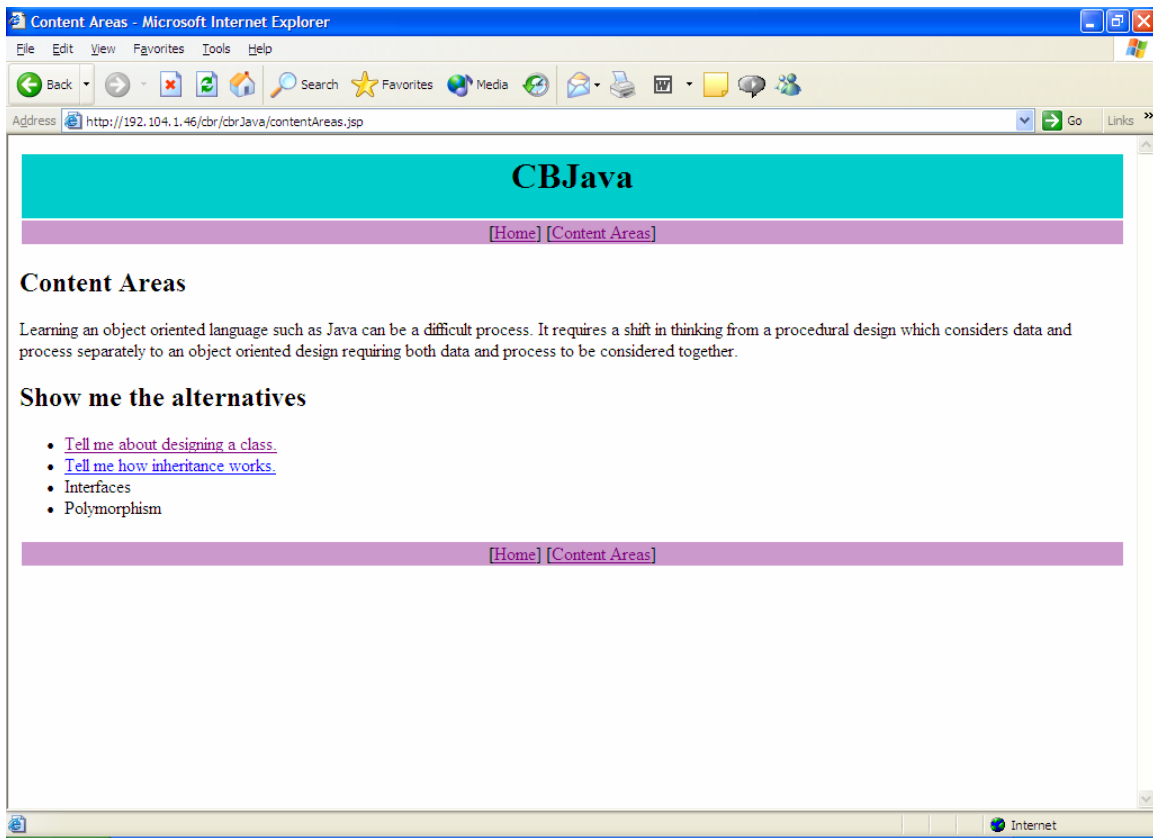 Content Areas - Microsoft Internet Explorer
File Edit View Favorites Tools Help
Back Search Favorites Media
Address http://192.104.1.46/cbr/cbrJava/contentAreas.jsp Go Links »
CBJava
[Home] [Content Areas]
Content Areas
Learning an object oriented language such as Java can be a difficult process. It requires a shift in thinking from a procedural design which considers data and
process separately to an object oriented design requiring both data and process to be considered together.
Show me the alternatives
• Tell me about designing a class.
• Tell me how inheritance works.
• Interfaces
• Polymorphism
[Home] [Content Areas]
Internet